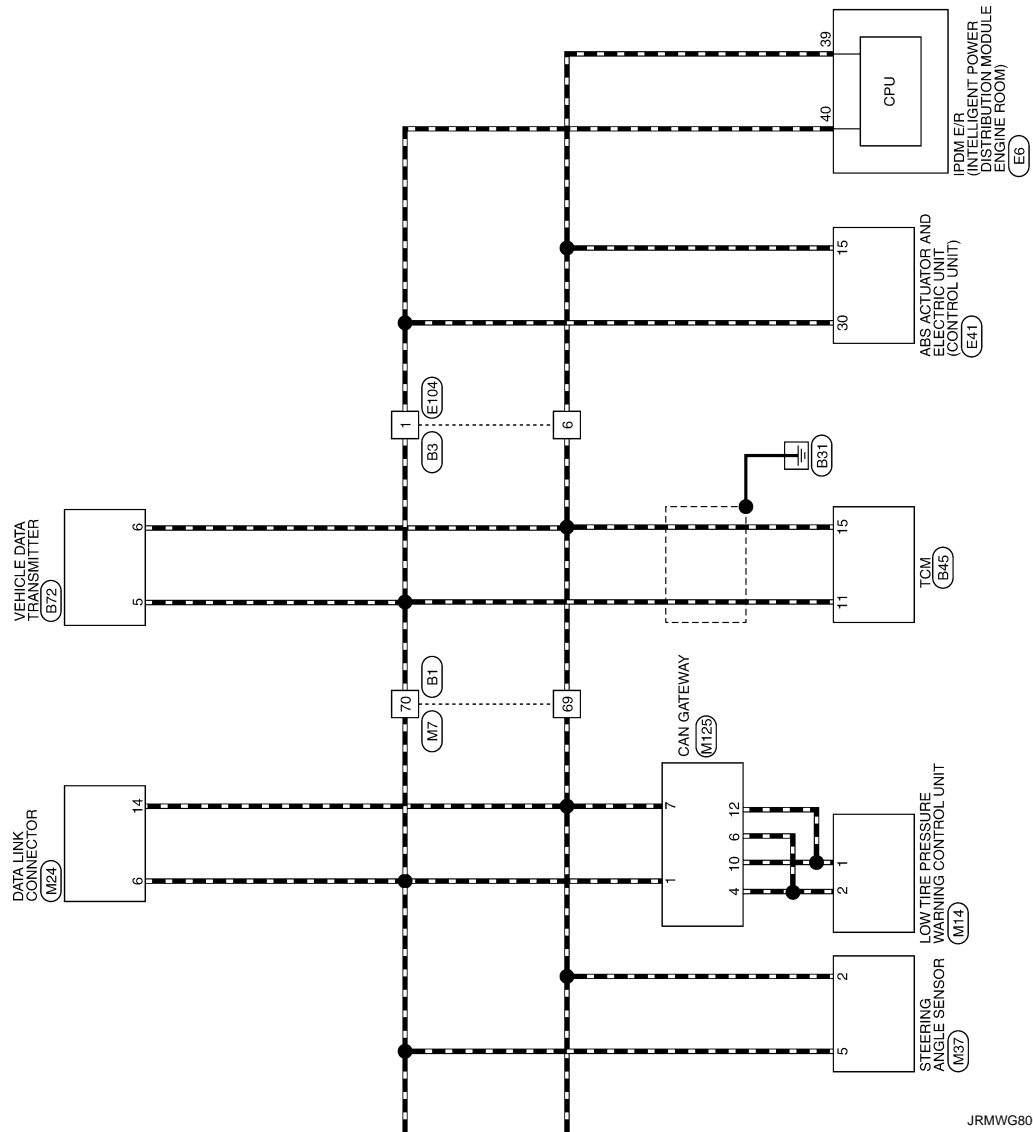 DATA LINK
CONNECTOR
M24
6 14
VEHICLE DATA
TRANSMITTER
B72
5 6
M7 70 B1
69
B3 1 E104
6
CAN GATEWAY
M125
1 7
4 10 6 12
B31
5 2
STEERING
ANGLE SENSOR
M37
2 1
LOW TIRE PRESSURE
WARNING CONTROL UNIT
M14
11 15
TCM
B45
30 15
ABS ACTUATOR AND
ELECTRIC UNIT
(CONTROL UNIT)
E41
40 39
CPU
IPDM E/R
(INTELLIGENT POWER
DISTRIBUTION MODULE
ENGINE ROOM)
E6
JRMWG80